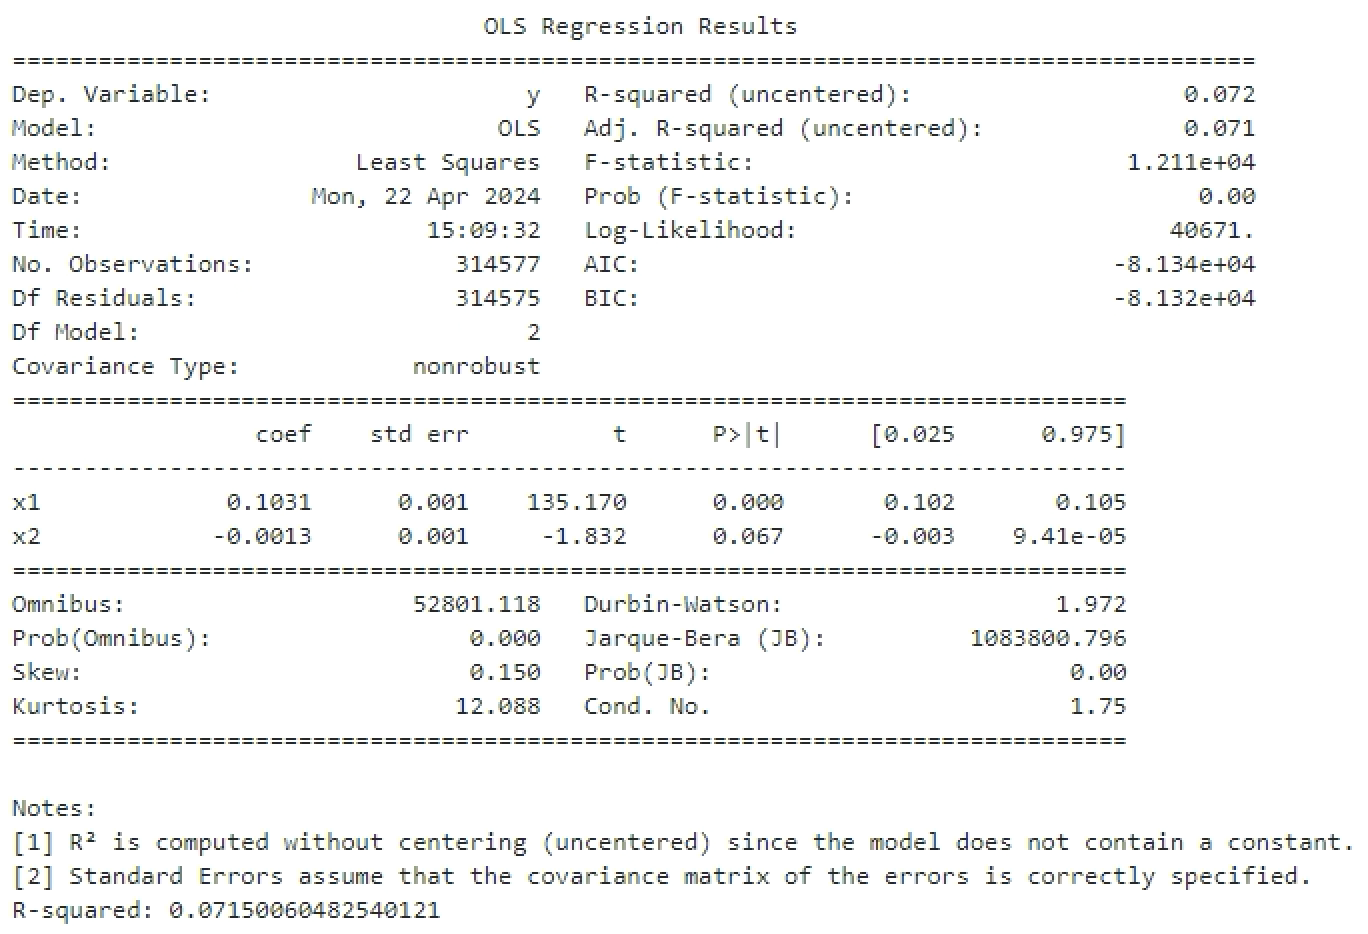 OLS Regression Results
==============================================================================
Dep. Variable: y R-squared (uncentered): 0.072
Model: OLS Adj. R-squared (uncentered): 0.071
Method: Least Squares F-statistic: 1.211e+04
Date: Mon, 22 Apr 2024 Prob (F-statistic): 0.00
Time: 15:09:32 Log-Likelihood: 40671.
No. Observations: 314577 AIC: -8.134e+04
Df Residuals: 314575 BIC: -8.132e+04
Df Model: 2
Covariance Type: nonrobust
==============================================================================
coef std err t P>|t| [0.025 0.975]
------------------------------------------------------------------------------
x1 0.1031 0.001 135.170 0.000 0.102 0.105
x2 -0.0013 0.001 -1.832 0.067 -0.003 9.41e-05
==============================================================================
Omnibus: 52801.118 Durbin-Watson: 1.972
Prob(Omnibus): 0.000 Jarque-Bera (JB): 1083800.796
Skew: 0.150 Prob(JB): 0.00
Kurtosis: 12.088 Cond. No. 1.75
==============================================================================
Notes:
[1] R² is computed without centering (uncentered) since the model does not contain a constant.
[2] Standard Errors assume that the covariance matrix of the errors is correctly specified.
R-squared: 0.07150060482540121